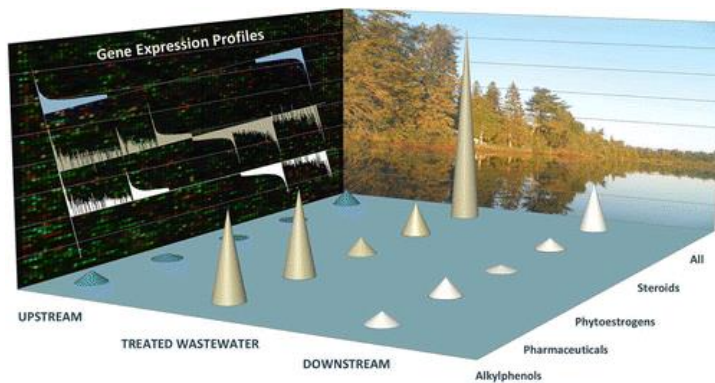 Gene Expression Profiles
UPSTREAM
TREATED WASTEWATER
DOWNSTREAM
All
Steroids
Phytoestrogens
Pharmaceuticals
Alkylphenols